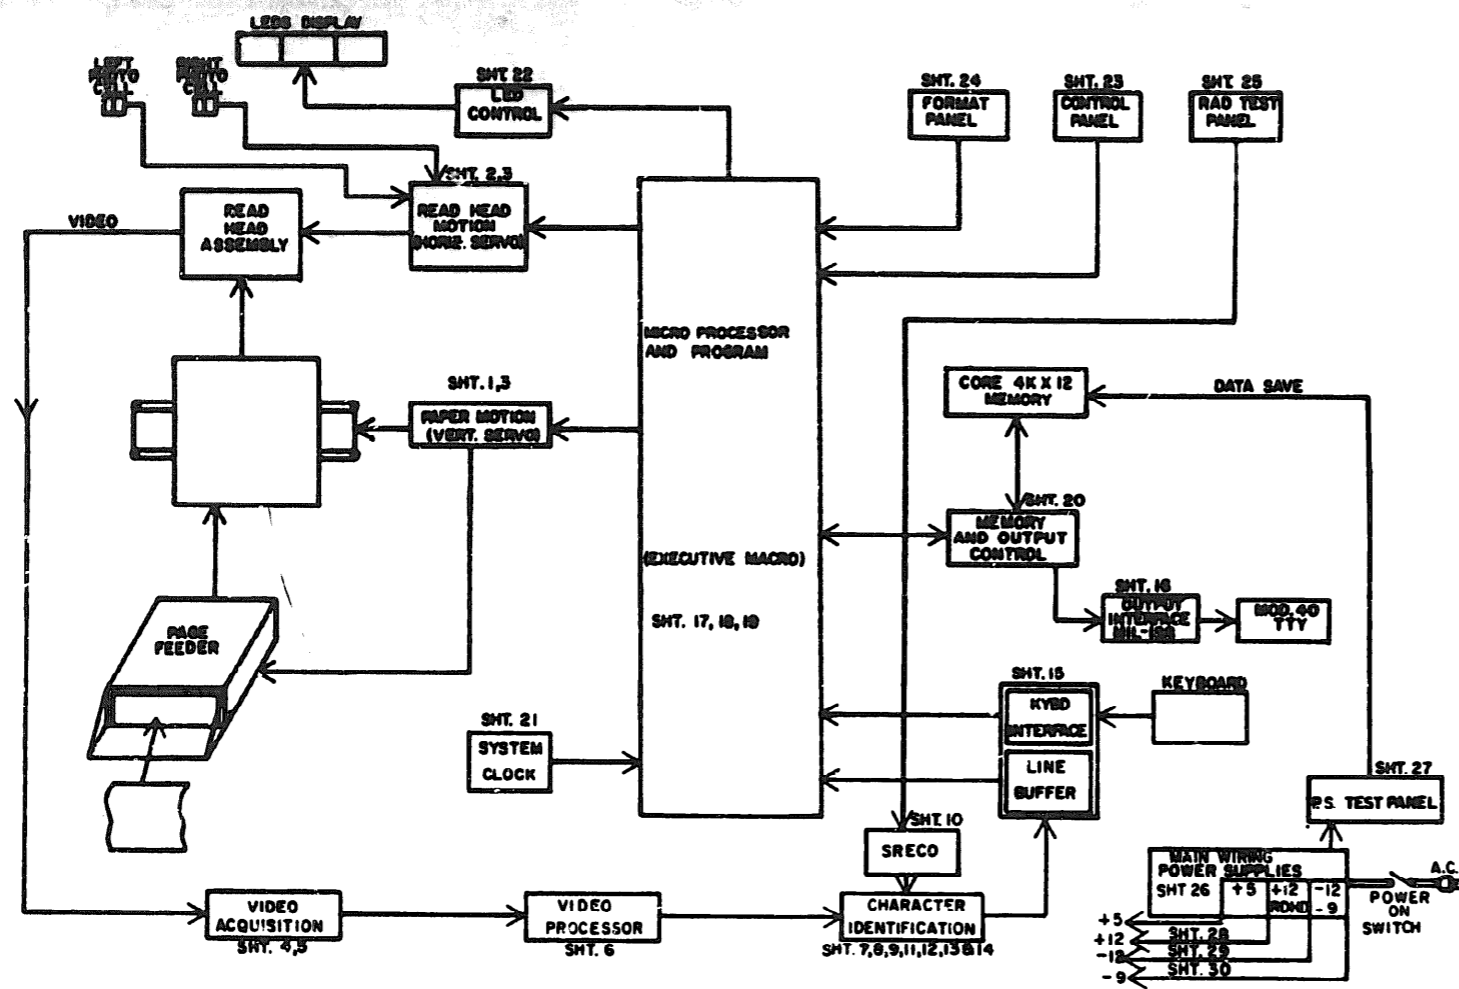 LEDS DISPLAY
LEFT
PHOTO
CELL
RIGHT
PHOTO
CELL
SHT. 22
LED
CONTROL
SHT. 24
FORMAT
PANEL
SHT. 23
CONTROL
PANEL
SHT. 25
RAD TEST
PANEL
SHT. 2,3
READ HEAD
MOTION
(HORIZ. SERVO)
VIDEO
READ
HEAD
ASSEMBLY
MICRO PROCESSOR
AND PROGRAM
(EXECUTIVE MACRO)
SHT. 17, 18, 19
SHT. 1,3
PAPER MOTION
(VERT. SERVO)
CORE 4K X 12
MEMORY
DATA SAVE
SHT. 20
MEMORY
AND OUTPUT
CONTROL
SHT. 16
OUTPUT
INTERFACE
MIL-188
MOD. 40
TTY
PAGE
FEEDER
SHT. 15
KYBD
INTERFACE
LINE
BUFFER
KEYBOARD
SHT. 21
SYSTEM
CLOCK
SHT. 27
P.S. TEST PANEL
SHT. 10
SRECO
MAIN WIRING
POWER SUPPLIES
SHT 26
+5
+12
-12
-9
A.C.
POWER
ON
SWITCH
VIDEO
ACQUISITION
SHT. 4,5
VIDEO
PROCESSOR
SHT. 6
CHARACTER
IDENTIFICATION
SHT. 7,8,9,11,12,13&14
+5
+12
SHT. 28
-12
SHT. 29
-9
SHT. 30